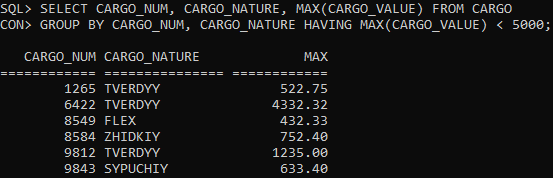 SQL> SELECT CARGO_NUM, CARGO_NATURE, MAX(CARGO_VALUE) FROM CARGO
CON> GROUP BY CARGO_NUM, CARGO_NATURE HAVING MAX(CARGO_VALUE) < 5000;
CARGO_NUM CARGO_NATURE MAX
============ =============== ============
1265 TVERDYY 522.75
6422 TVERDYY 4332.32
8549 FLEX 432.33
8584 ZHIDKIY 752.40
9812 TVERDYY 1235.00
9843 SYPUCHIY 633.40